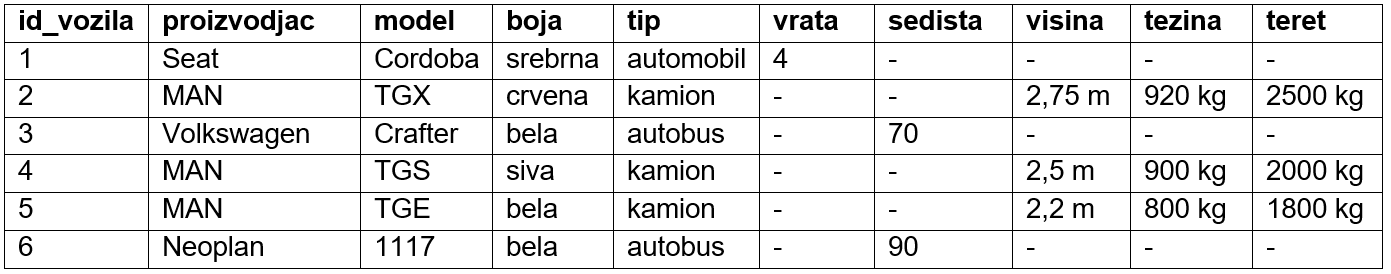 id_vozila proizvodjac model boja tip vrata sedista visina tezina teret
1 Seat Cordoba srebrna automobil 4 - - - -
2 MAN TGX crvena kamion - - 2,75 m 920 kg 2500 kg
3 Volkswagen Crafter bela autobus - 70 - - -
4 MAN TGS siva kamion - - 2,5 m 900 kg 2000 kg
5 MAN TGE bela kamion - - 2,2 m 800 kg 1800 kg
6 Neoplan 1117 bela autobus - 90 - - -